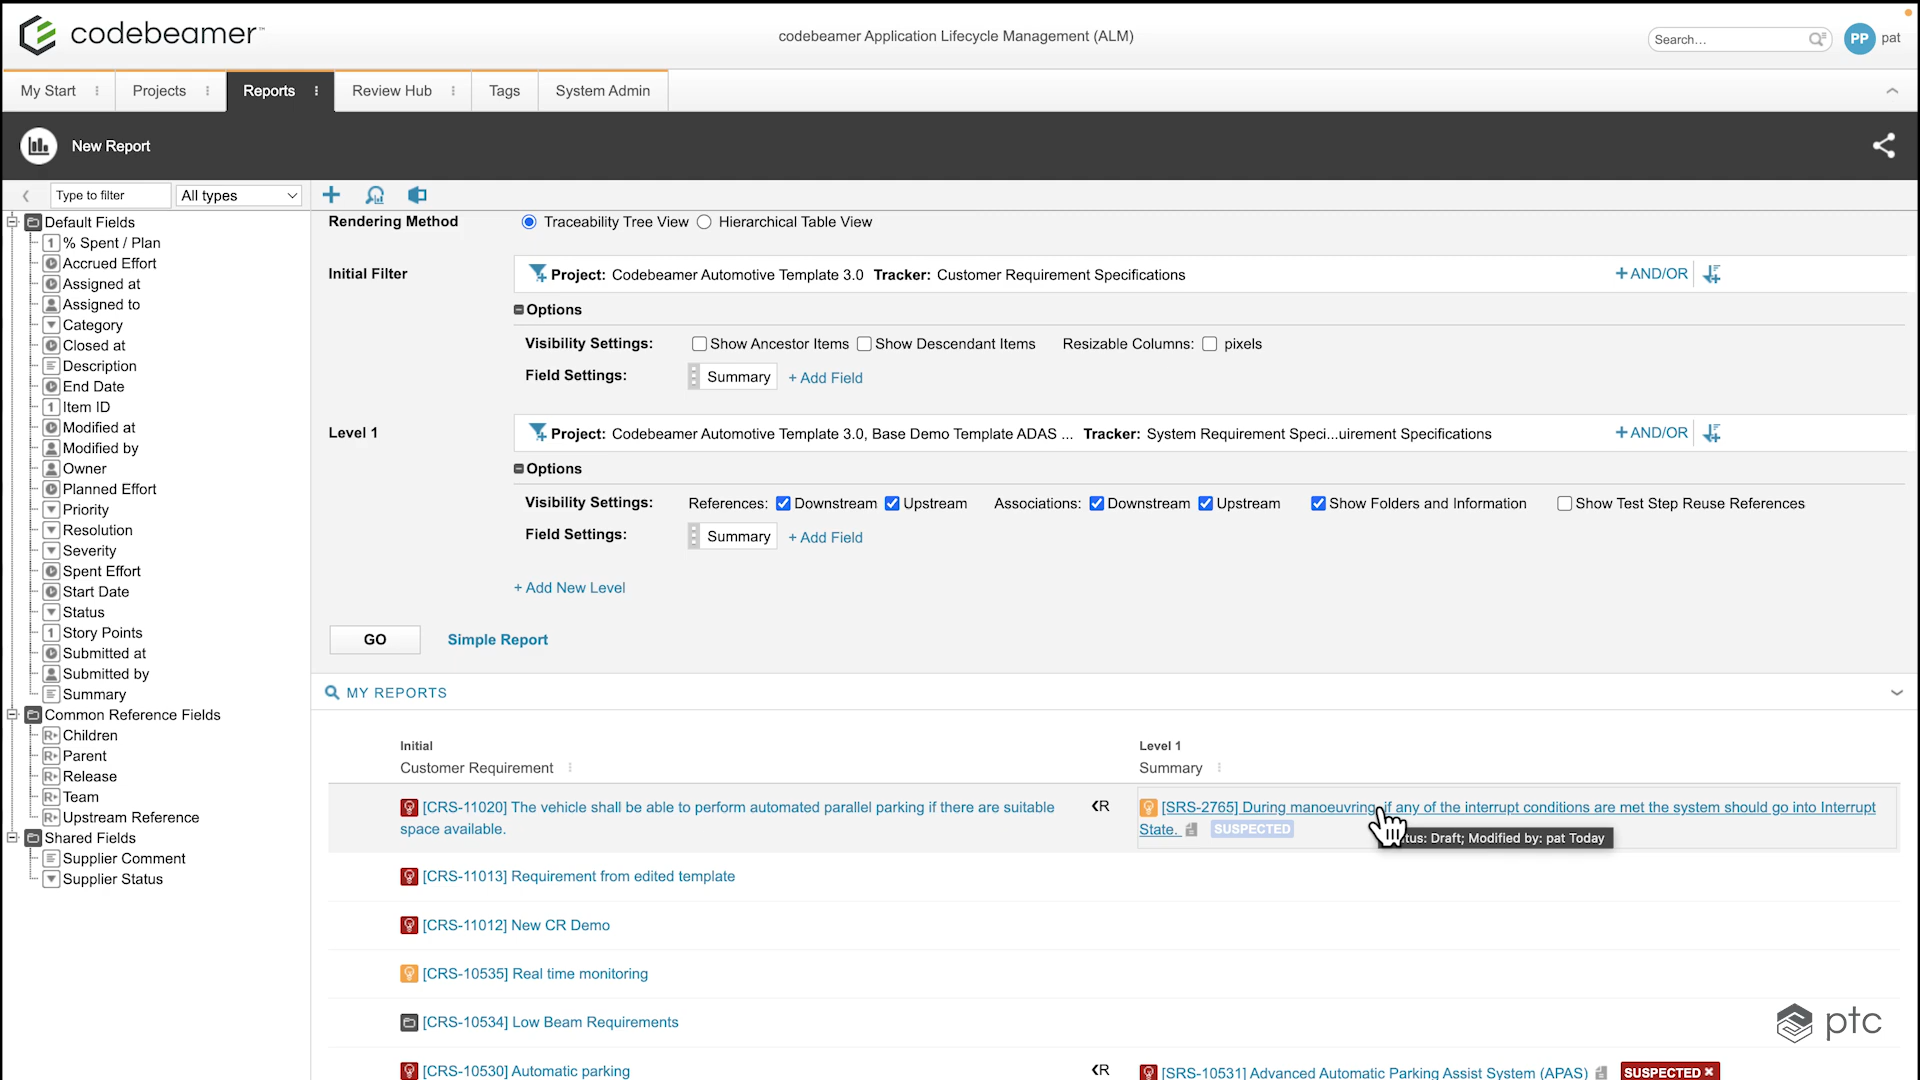 codebeamer™
codebeamer Application Lifecycle Management (ALM)
Search...
PP pat
My Start Projects Reports Review Hub Tags System Admin
New Report
Type to filter All types
Default Fields
% Spent / Plan
Accrued Effort
Assigned at
Assigned to
Category
Closed at
Description
End Date
Item ID
Modified at
Modified by
Owner
Planned Effort
Priority
Resolution
Severity
Spent Effort
Start Date
Status
Story Points
Submitted at
Submitted by
Summary
Common Reference Fields
Children
Parent
Release
Team
Upstream Reference
Shared Fields
Supplier Comment
Supplier Status
Rendering Method Traceability Tree View Hierarchical Table View
Initial Filter Project: Codebeamer Automotive Template 3.0 Tracker: Customer Requirement Specifications +AND/OR
Options
Visibility Settings: Show Ancestor Items Show Descendant Items Resizable Columns: pixels
Field Settings: Summary + Add Field
Level 1 Project: Codebeamer Automotive Template 3.0, Base Demo Template ADAS ... Tracker: System Requirement Speci...uirement Specifications +AND/OR
Options
Visibility Settings: References: Downstream Upstream Associations: Downstream Upstream Show Folders and Information Show Test Step Reuse References
Field Settings: Summary + Add Field
+ Add New Level
GO Simple Report
MY REPORTS
Initial Level 1
Customer Requirement Summary
[CRS-11020] The vehicle shall be able to perform automated parallel parking if there are suitable
space available.
R
[SRS-2765] During manoeuvring, if any of the interrupt conditions are met the system should go into Interrupt
State. SUSPECTED
tus: Draft; Modified by: pat Today
[CRS-11013] Requirement from edited template
[CRS-11012] New CR Demo
[CRS-10535] Real time monitoring
[CRS-10534] Low Beam Requirements
[CRS-10530] Automatic parking R [SRS-10531] Advanced Automatic Parking Assist System (APAS) SUSPECTED
ptc